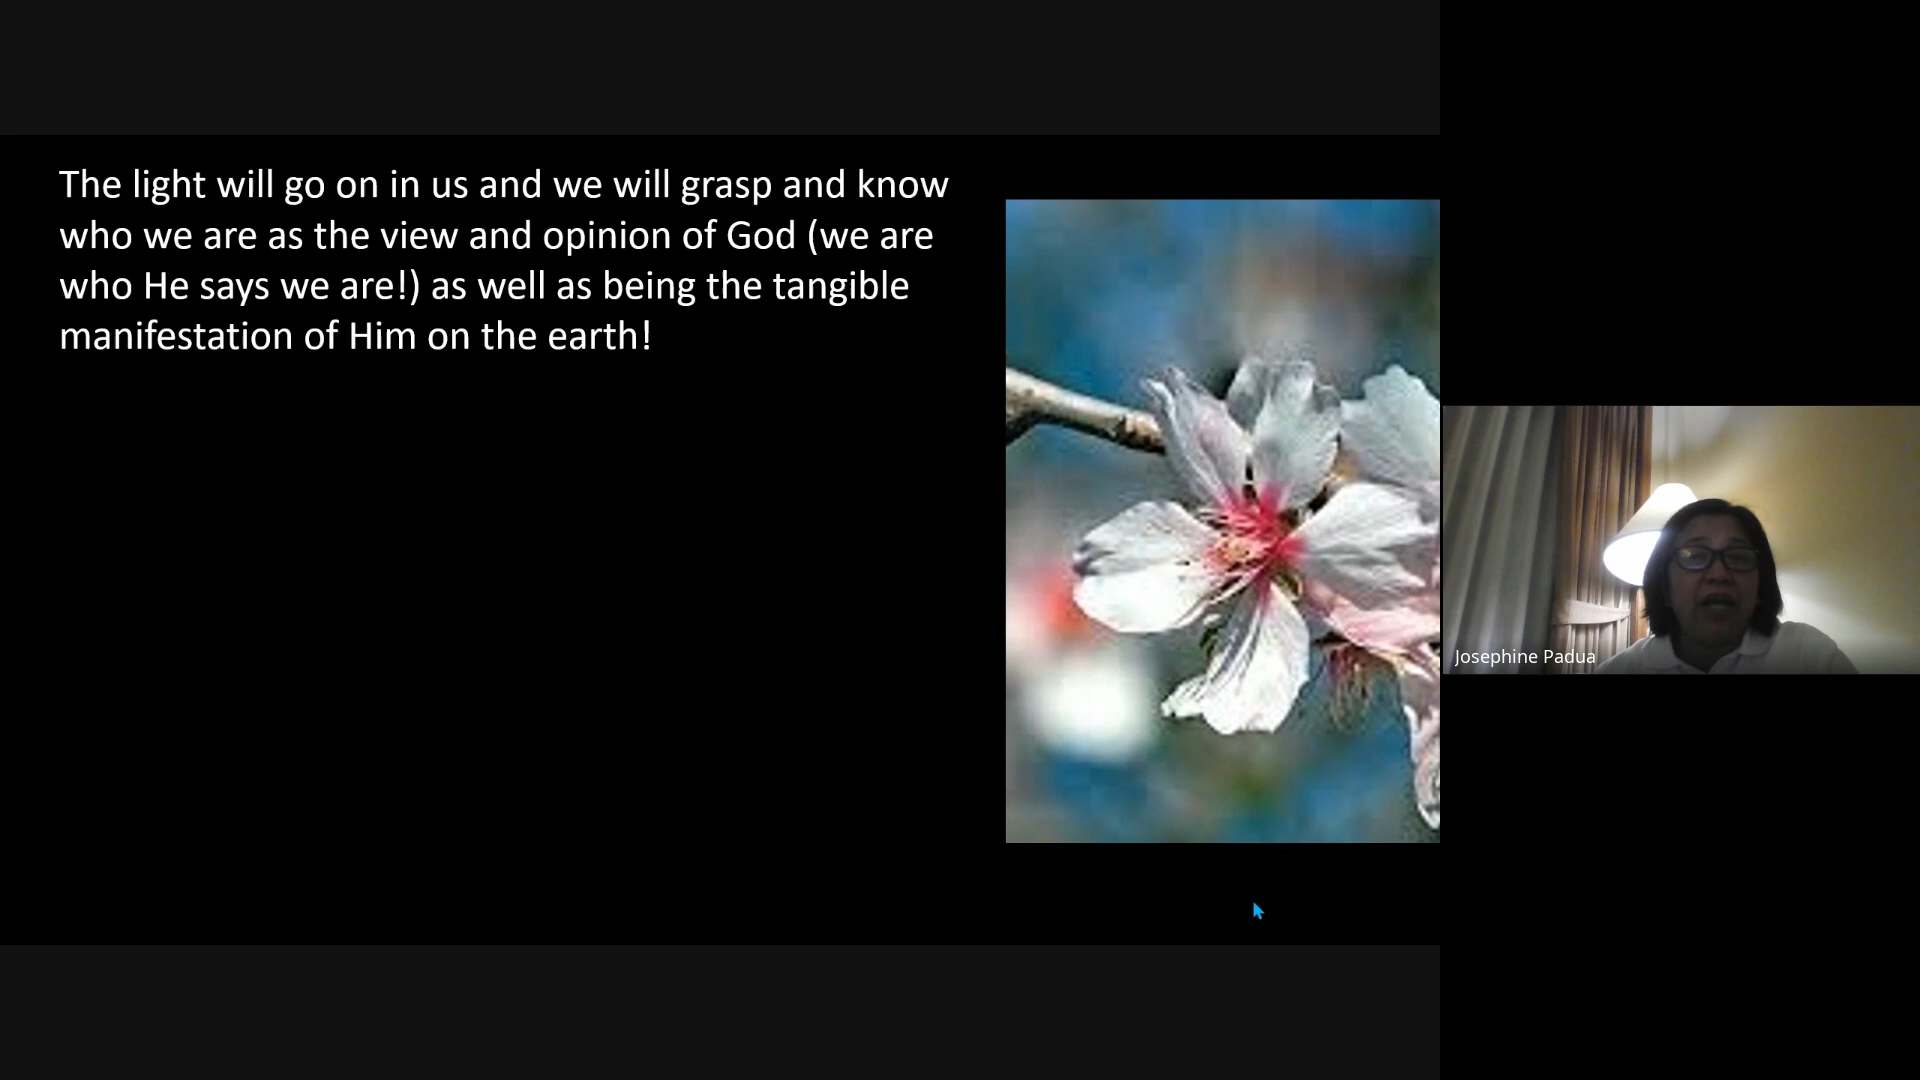 The light will go on in us and we will grasp and know
who we are as the view and opinion of God (we are
who He says we are!) as well as being the tangible
manifestation of Him on the earth!
Josephine Padua